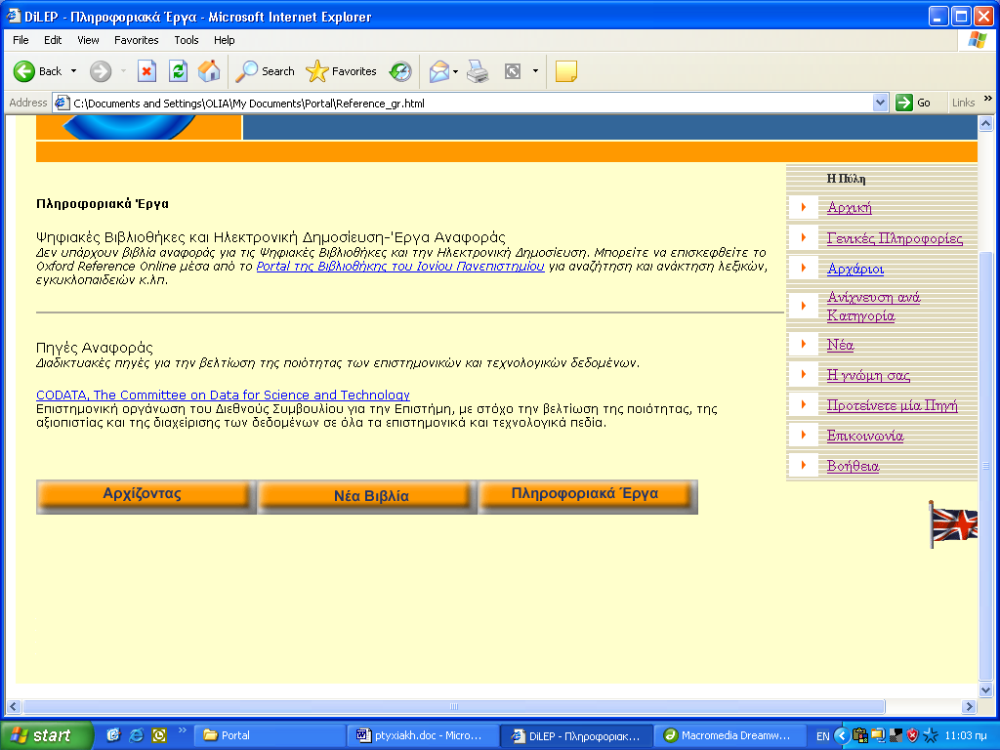 DiLEP - Πληροφοριακά Έργα - Microsoft Internet Explorer
File Edit View Favorites Tools Help
Back Search Favorites
Address C:\Documents and Settings\OLIA\My Documents\Portal\Reference_gr.html Go Links »
Πληροφοριακά Έργα
Ψηφιακές Βιβλιοθήκες και Ηλεκτρονική Δημοσίευση-Έργα Αναφοράς
Δεν υπάρχουν βιβλία αναφοράς για τις Ψηφιακές Βιβλιοθήκες και την Ηλεκτρονική Δημοσίευση. Μπορείτε να επισκεφθείτε το
Oxford Reference Online μέσα από το Portal της Βιβλιοθήκης του Ιονίου Πανεπιστημίου για αναζήτηση και ανάκτηση λεξικών,
εγκυκλοπαιδειών κ.λπ.
Πηγές Αναφοράς
Διαδικτυακές πηγές για την βελτίωση της ποιότητας των επιστημονικών και τεχνολογικών δεδομένων.
CODATA, The Committee on Data for Science and Technology
Επιστημονική οργάνωση του Διεθνούς Συμβουλίου για την Επιστήμη, με στόχο την βελτίωση της ποιότητας, της
αξιοπιστίας και της διαχείρισης των δεδομένων σε όλα τα επιστημονικά και τεχνολογικά πεδία.
Αρχίζοντας Νέα Βιβλία Πληροφοριακά Έργα
Η Πύλη
Αρχική
Γενικές Πληροφορίες
Αρχάριοι
Ανίχνευση ανά
Κατηγορία
Νέα
Η γνόμη σας
Προτείνετε μία Πηγή
Επικοινωνία
Βοήθεια
start » Portal ptyxiakh.doc - Micro... DiLEP - Πληροφοριακ... Macromedia Dreamw... EN 11:03 πμ